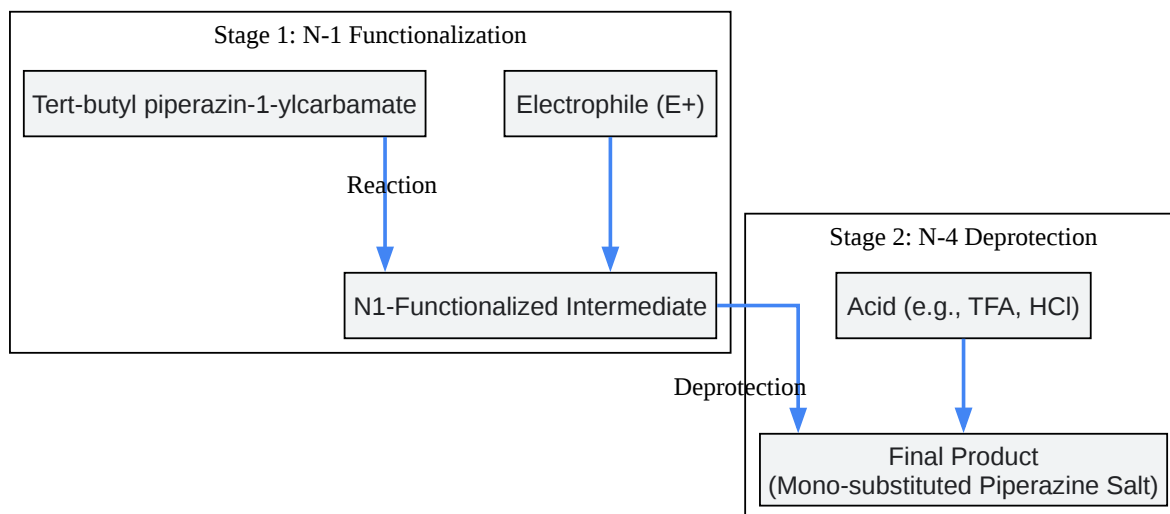 Stage 1: N-1 Functionalization
Tert-butyl piperazin-1-ylcarbamate
Electrophile (E+)
Reaction
N1-Functionalized Intermediate
Stage 2: N-4 Deprotection
Acid (e.g., TFA, HCl)
Deprotection
Final Product
(Mono-substituted Piperazine Salt)